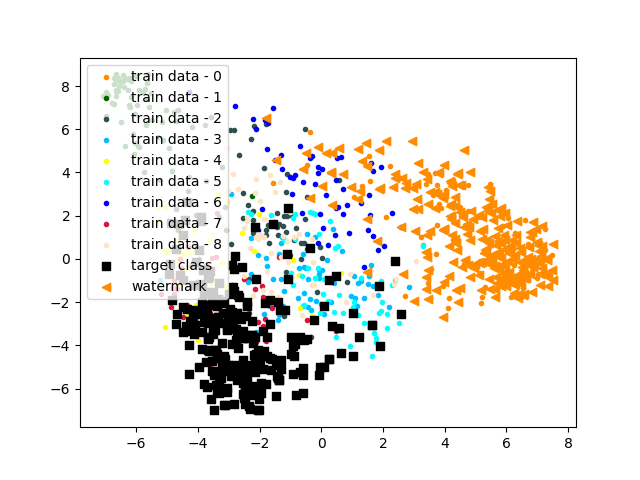 train data - 0
train data - 1
train data - 2
train data - 3
train data - 4
train data - 5
train data - 6
train data - 7
train data - 8
target class
watermark
8
6
4
2
0
−2
−4
−6
−6
−4
−2
0
2
4
6
8